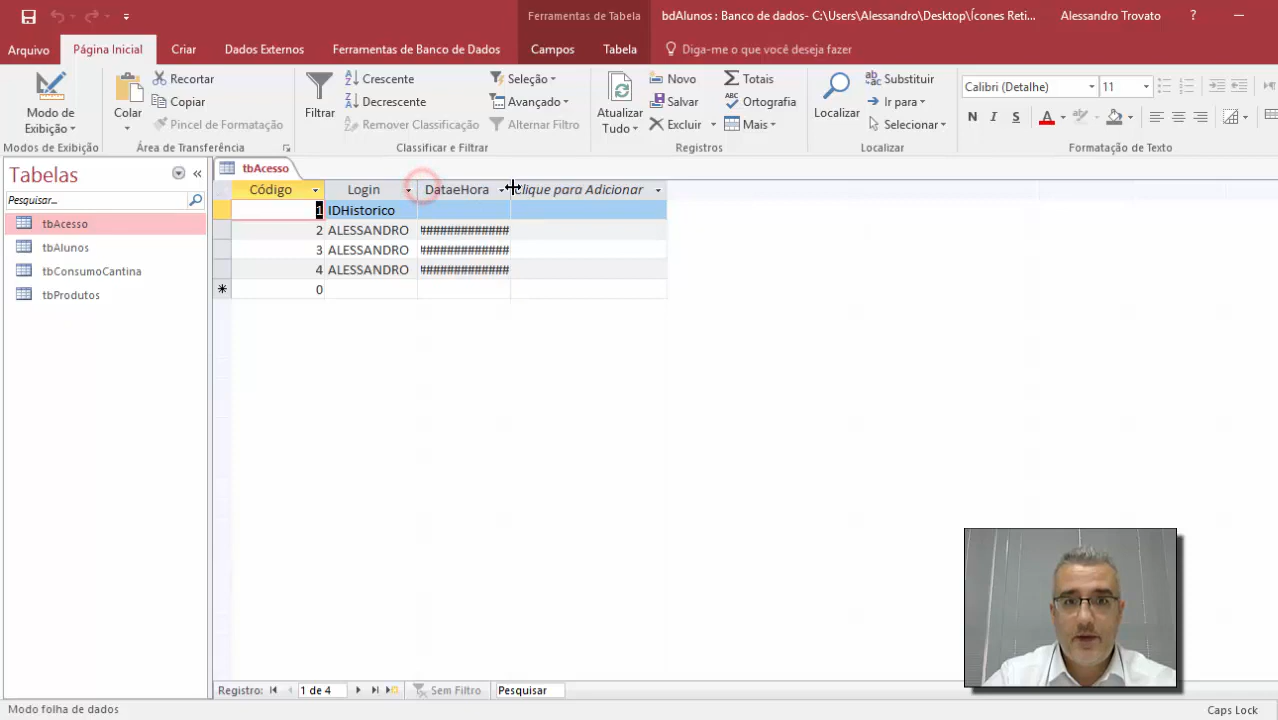 Ferramentas de Tabela
bdAlunos : Banco de dados- C:\Users\Alessandro\Desktop\Ícones Reti...
Alessandro Trovato
?
Arquivo
Página Inicial
Criar
Dados Externos
Ferramentas de Banco de Dados
Campos
Tabela
Diga-me o que você deseja fazer
Modo de Exibição
Colar
Recortar
Copiar
Pincel de Formatação
Filtrar
Crescente
Decrescente
Remover Classificação
Seleção
Avançado
Alternar Filtro
Atualizar Tudo
Novo
Salvar
Excluir
Totais
Ortografia
Mais
Localizar
Substituir
Ir para
Selecionar
Calibri (Detalhe)
11
N I S A
Modos de Exibição
Área de Transferência
Classificar e Filtrar
Registros
Localizar
Formatação de Texto
Tabelas
Pesquisar...
tbAcesso
tbAlunos
tbConsumoCantina
tbProdutos
tbAcesso
Código Login DataeHora Clique para Adicionar
1 IDHistorico
2 ALESSANDRO #############
3 ALESSANDRO #############
4 ALESSANDRO #############
* 0
Registro: 1 de 4 Sem Filtro Pesquisar
Modo folha de dados
Caps Lock